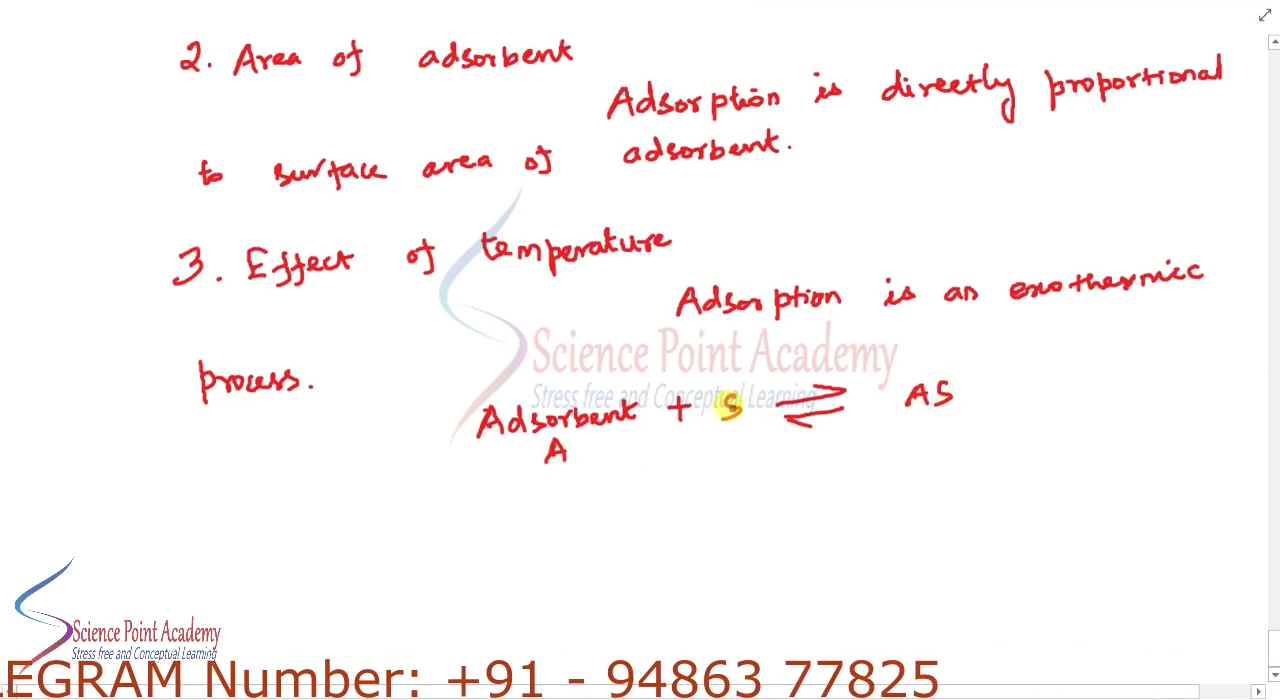 2. Area of adsorbent
Adsorption is directly proportional
to surface area of adsorbent.
3. Effect of temperature
Adsorption is an exothermic
process.
Science Point Academy
Stress free and Conceptual Learning
Adsorbent + S ⇌ AS
A
Science Point Academy
Stress free and Conceptual Learning
LEGRAM Number: +91 - 94863 77825